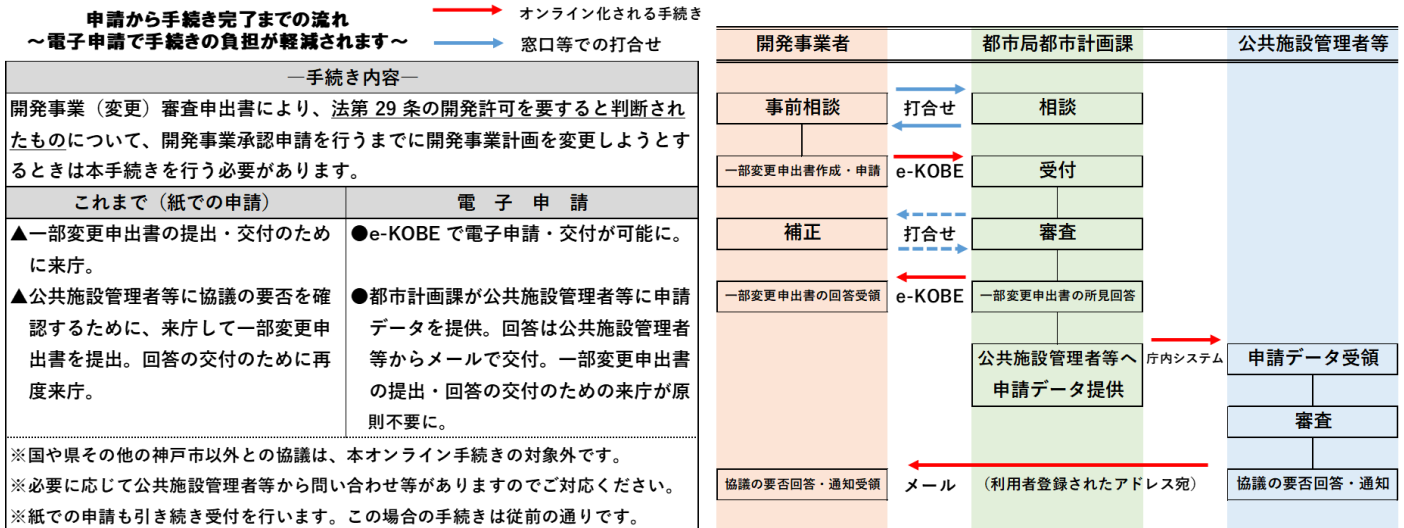 申請から手続き完了までの流れ
～電子申請で手続きの負担が軽減されます～
オンライン化される手続き
窓口等での打合せ
―手続き内容―
開発事業（変更）審査申出書により、法第 29 条の開発許可を要すると判断され
たものについて、開発事業承認申請を行うまでに開発事業計画を変更しようとす
るときは本手続きを行う必要があります。
これまで（紙での申請）
▲一部変更申出書の提出・交付のため
に来庁。
▲公共施設管理者等に協議の要否を確
認するために、来庁して一部変更申
出書を提出。回答の交付のために再
度来庁。
電 子 申 請
●e-KOBE で電子申請・交付が可能に。
●都市計画課が公共施設管理者等に申請
データを提供。回答は公共施設管理者
等からメールで交付。一部変更申出書
の提出・回答の交付のための来庁が原
則不要に。
※国や県その他の神戸市以外との協議は、本オンライン手続きの対象外です。
※必要に応じて公共施設管理者等から問い合わせ等がありますのでご対応ください。
※紙での申請も引き続き受付を行います。この場合の手続きは従前の通りです。
開発事業者 都市局都市計画課 公共施設管理者等
事前相談 打合せ 相談
一部変更申出書作成・申請 e-KOBE 受付
補正 打合せ 審査
一部変更申出書の回答受領 e-KOBE 一部変更申出書の所見回答
公共施設管理者等へ
申請データ提供
庁内システム
申請データ受領
審査
協議の要否回答・通知受領 メール （利用者登録されたアドレス宛） 協議の要否回答・通知